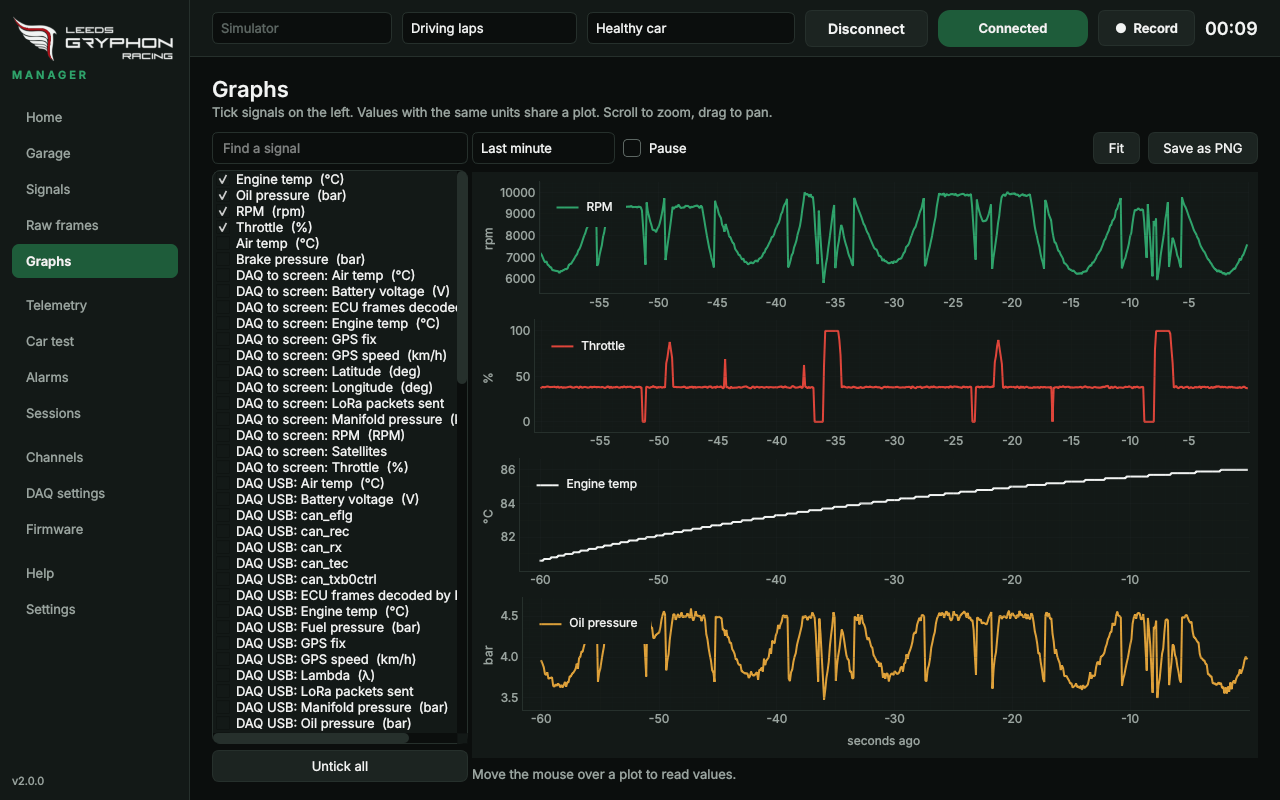 LEEDS
GRYPHON
RACING
MANAGER
Home
Garage
Signals
Raw frames
Graphs
Telemetry
Car test
Alarms
Sessions
Channels
DAQ settings
Firmware
Help
Settings
v2.0.0
Simulator
Driving laps
Healthy car
Disconnect
Connected
Record
00:09
Graphs
Tick signals on the left. Values with the same units share a plot. Scroll to zoom, drag to pan.
Find a signal
Last minute
Pause
Fit
Save as PNG
✓ Engine temp (°C)
✓ Oil pressure (bar)
✓ RPM (rpm)
✓ Throttle (%)
Air temp (°C)
Brake pressure (bar)
DAQ to screen: Air temp (°C)
DAQ to screen: Battery voltage (V)
DAQ to screen: ECU frames decode
DAQ to screen: Engine temp (°C)
DAQ to screen: GPS fix
DAQ to screen: GPS speed (km/h)
DAQ to screen: Latitude (deg)
DAQ to screen: Longitude (deg)
DAQ to screen: LoRa packets sent
DAQ to screen: Manifold pressure (
DAQ to screen: RPM (RPM)
DAQ to screen: Satellites
DAQ to screen: Throttle (%)
DAQ USB: Air temp (°C)
DAQ USB: Battery voltage (V)
DAQ USB: can_eflg
DAQ USB: can_rec
DAQ USB: can_rx
DAQ USB: can_tec
DAQ USB: can_txb0ctrl
DAQ USB: ECU frames decoded by
DAQ USB: Engine temp (°C)
DAQ USB: Fuel pressure (bar)
DAQ USB: GPS fix
DAQ USB: GPS speed (km/h)
DAQ USB: Lambda (λ)
DAQ USB: LoRa packets sent
DAQ USB: Manifold pressure (bar)
DAQ USB: Oil pressure (bar)
Untick all
RPM
rpm
10000
9000
8000
7000
6000
-55 -50 -45 -40 -35 -30 -25 -20 -15 -10 -5
Throttle
%
100
50
0
-55 -50 -45 -40 -35 -30 -25 -20 -15 -10 -5
Engine temp
°C
86
84
82
-60 -50 -40 -30 -20 -10
Oil pressure
bar
4.5
4.0
3.5
-60 -50 -40 -30 -20 -10
seconds ago
Move the mouse over a plot to read values.